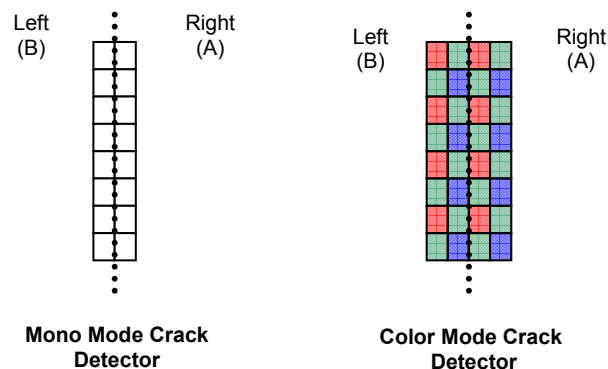 Left
(B)
Right
(A)
Left
(B)
Right
(A)
Mono Mode Crack
Detector
Color Mode Crack
Detector